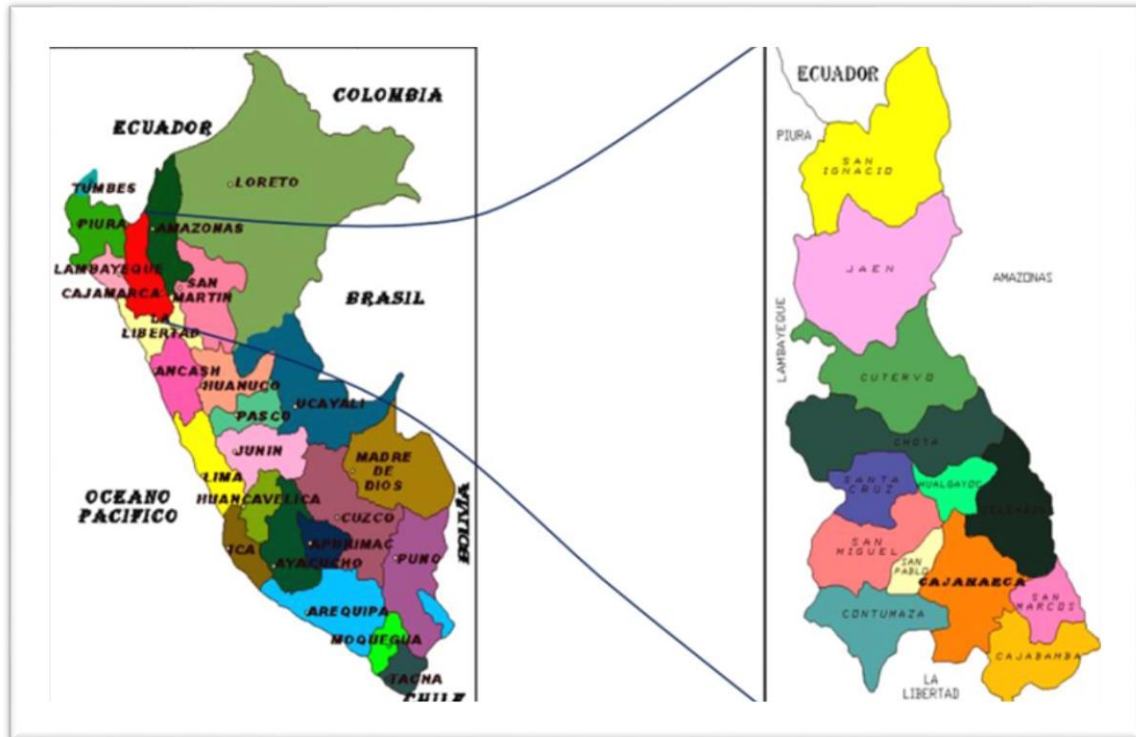 COLOMBIA
ECUADOR
LORETO
TUMBES
PIURA
AMAZONAS
LAMBAYEQUE
SAN
MARTIN
CAJAMARCA
BRASIL
LA
LIBERTAD
ANCASH
HUANUCO
UCAYALI
PASCO
JUNIN
MADRE
DE
DIOS
LIMA
OCEANO
PACIFICO
HUANCAVELICA
CUZCO
BOLIVIA
ICA
APURIMAC
PUNO
AYACUCHO
AREQUIPA
MOQUEGUA
TACNA
CHILE
ECUADOR
PIURA
SAN
IGNACIO
JAEN
AMAZONAS
LAMBAYEQUE
CUTERVO
CHOTA
SANTA
CRUZ
HUALGAYOC
SAN
MIGUEL
SAN
PABLO
CAJAMARCA
SAN
MARCOS
CONTUMAZA
CAJABAMBA
LA
LIBERTAD